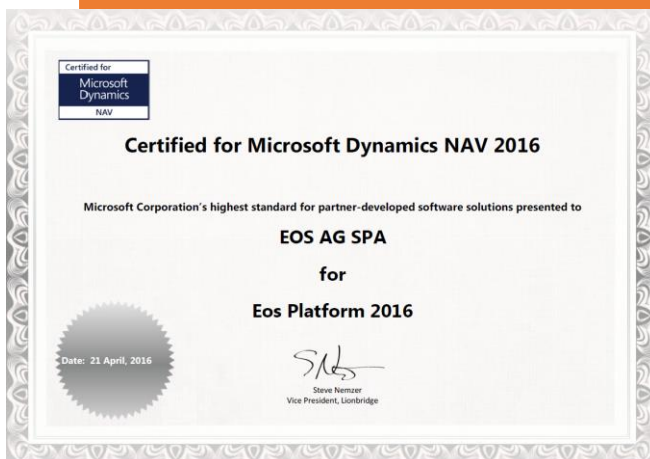 Certified for
Microsoft
Dynamics
NAV
Certified for Microsoft Dynamics NAV 2016
Microsoft Corporation's highest standard for partner-developed software solutions presented to
EOS AG SPA
for
Eos Platform 2016
Date: 21 April, 2016
Steve Nemzer
Vice President, Lionbridge